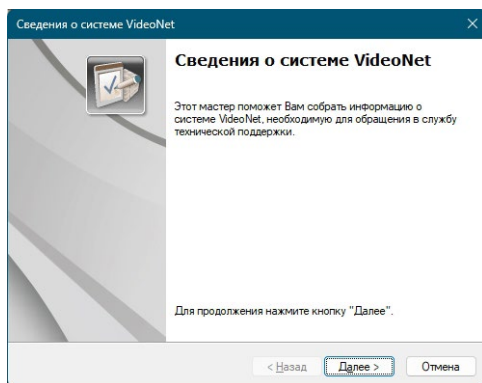 Сведения о системе VideoNet
Сведения о системе VideoNet
Этот мастер поможет Вам собрать информацию о
системе VideoNet, необходимую для обращения в службу
технической поддержки.
Для продолжения нажмите кнопку "Далее".
< Назад
Далее >
Отмена